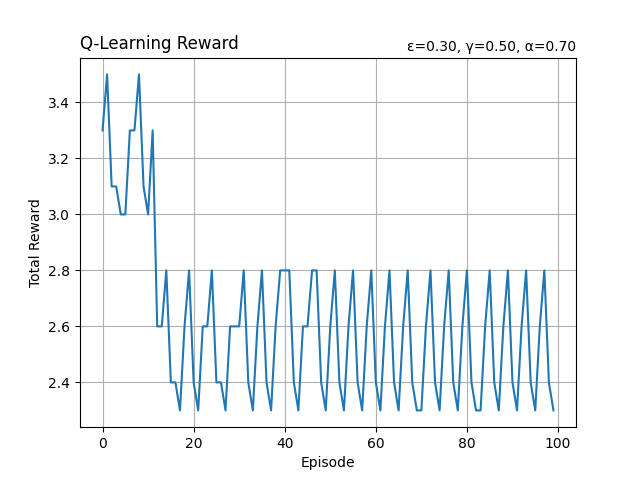 Q-Learning Reward
ε=0.30, γ=0.50, α=0.70
Total Reward
3.4
3.2
3.0
2.8
2.6
2.4
0 20 40 60 80 100
Episode